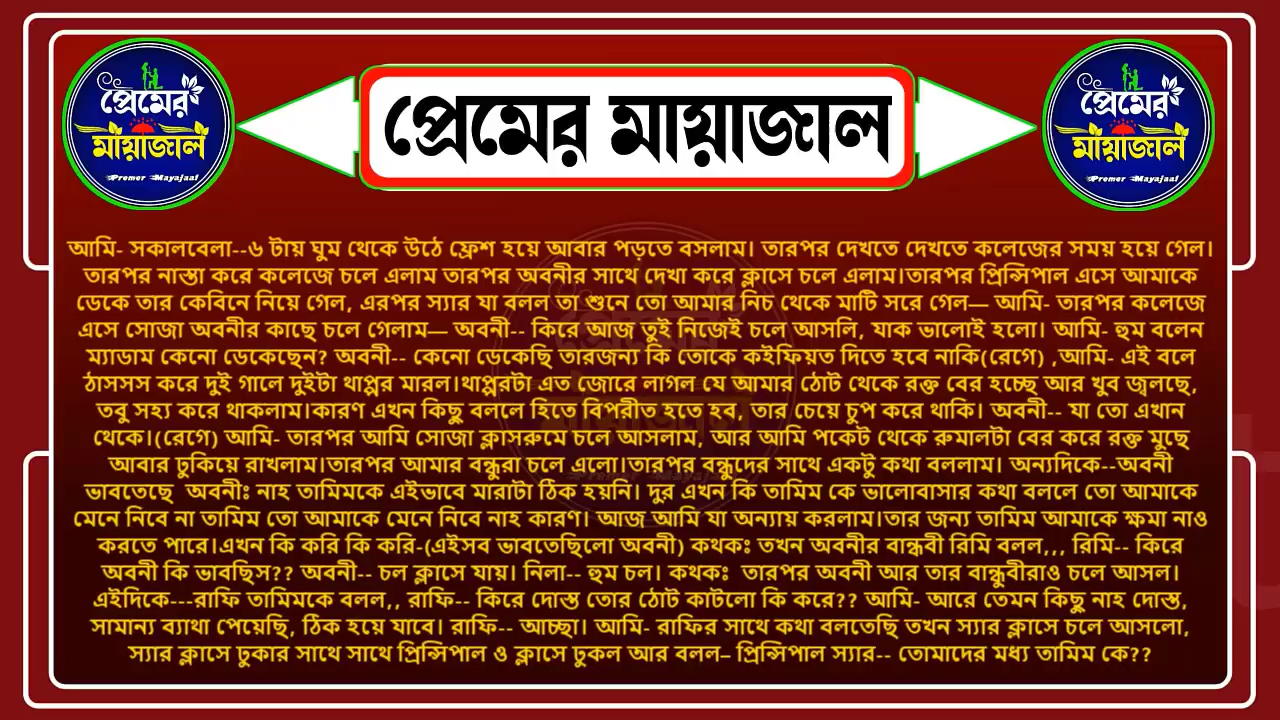 প্রেমের মায়াজাল
প্রেমের
মায়াজাল
Premer Mayajaal
প্রেমের
মায়াজাল
Premer Mayajaal
আমি- সকালবেলা--৬ টায় ঘুম থেকে উঠে ফ্রেশ হয়ে আবার পড়তে বসলাম। তারপর দেখতে দেখতে কলেজের সময় হয়ে গেল।
তারপর নাস্তা করে কলেজে চলে এলাম তারপর অবনীর সাথে দেখা করে ক্লাসে চলে এলাম।তারপর প্রিন্সিপাল এসে আমাকে
ডেকে তার কেবিনে নিয়ে গেল, এরপর স্যার যা বলল তা শুনে তো আমার নিচ থেকে মাটি সরে গেল— আমি- তারপর কলেজে
এসে সোজা অবনীর কাছে চলে গেলাম— অবনী-- কিরে আজ তুই নিজেই চলে আসলি, যাক ভালোই হলো। আমি- হুম বলেন
ম্যাডাম কেনো ডেকেছেন? অবনী-- কেনো ডেকেছি তারজন্য কি তোকে কইফিয়ত দিতে হবে নাকি(রেগে) ,আমি- এই বলে
ঠাসসস করে দুই গালে দুইটা থাপ্পর মারল।থাপ্পরটা এত জোরে লাগল যে আমার ঠোট থেকে রক্ত বের হচ্ছে আর খুব জ্বলছে,
তবু সহ্য করে থাকলাম।কারণ এখন কিছু বললে হিতে বিপরীত হতে হব, তার চেয়ে চুপ করে থাকি। অবনী-- যা তো এখান
থেকে।(রেগে) আমি- তারপর আমি সোজা ক্লাসরুমে চলে আসলাম, আর আমি পকেট থেকে রুমালটা বের করে রক্ত মুছে
আবার ঢুকিয়ে রাখলাম।তারপর আমার বন্ধুরা চলে এলো।তারপর বন্ধুদের সাথে একটু কথা বললাম। অন্যদিকে--অবনী
ভাবতেছে  অবনীঃ নাহ তামিমকে এইভাবে মারাটা ঠিক হয়নি। দুর এখন কি তামিম কে ভালোবাসার কথা বললে তো আমাকে
মেনে নিবে না তামিম তো আমাকে মেনে নিবে নাহ কারণ। আজ আমি যা অন্যায় করলাম।তার জন্য তামিম আমাকে ক্ষমা নাও
করতে পারে।এখন কি করি কি করি-(এইসব ভাবতেছিলো অবনী) কথকঃ তখন অবনীর বান্ধবী রিমি বলল,,, রিমি-- কিরে
অবনী কি ভাবছিস?? অবনী-- চল ক্লাসে যায়। নিলা-- হুম চল। কথকঃ  তারপর অবনী আর তার বান্ধুবীরাও চলে আসল।
এইদিকে---রাফি তামিমকে বলল,, রাফি-- কিরে দোস্ত তোর ঠোট কাটলো কি করে?? আমি- আরে তেমন কিছু নাহ দোস্ত,
সামান্য ব্যাথা পেয়েছি, ঠিক হয়ে যাবে। রাফি-- আচ্ছা। আমি- রাফির সাথে কথা বলতেছি তখন স্যার ক্লাসে চলে আসলো,
স্যার ক্লাসে ঢুকার সাথে সাথে প্রিন্সিপাল ও ক্লাসে ঢুকল আর বলল– প্রিন্সিপাল স্যার-- তোমাদের মধ্য তামিম কে??